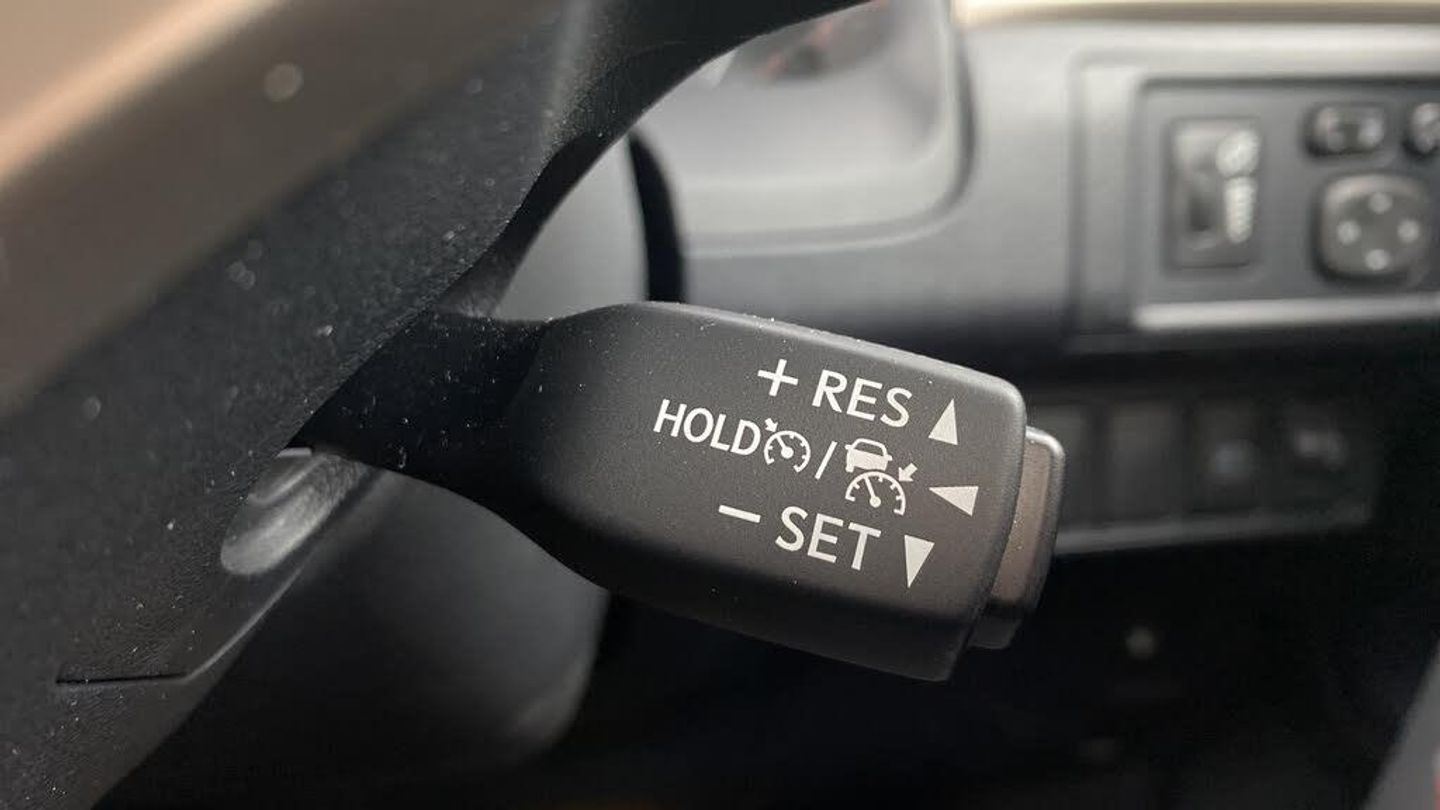 + RES
HOLD /
- SET